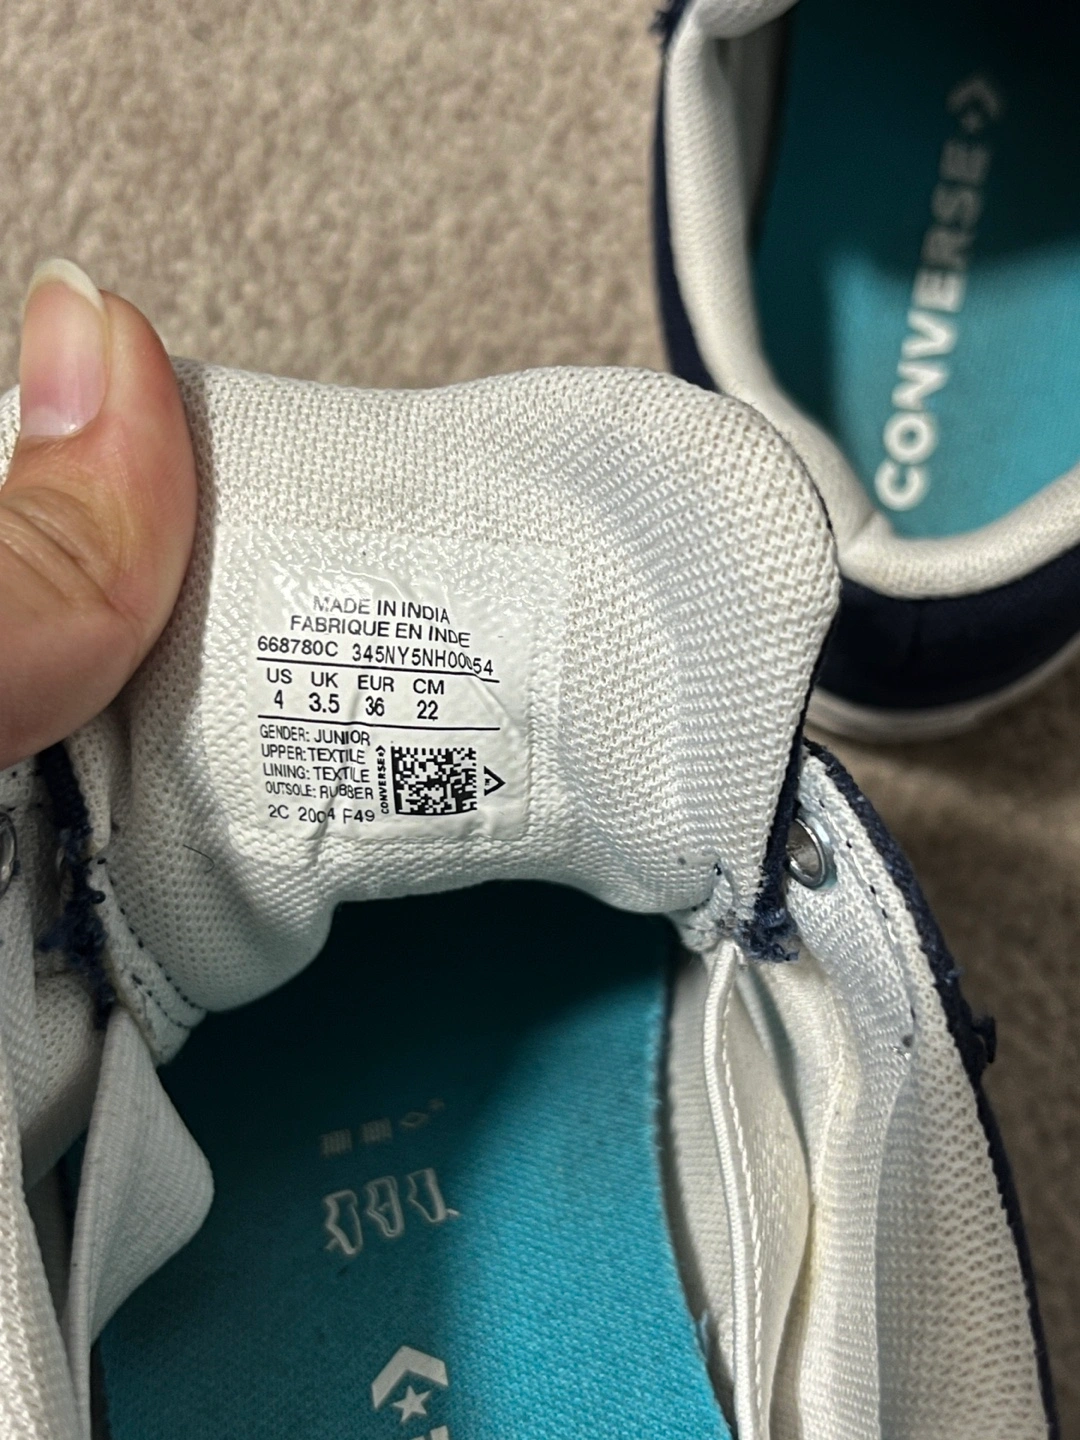 CONVERSE
MADE IN INDIA
FABRIQUE EN INDE
668780C 345NY5NH00054
US UK EUR CM
4 3.5 36 22
GENDER: JUNIOR
UPPER: TEXTILE
LINING: TEXTILE
OUTSOLE: RUBBER
CONVERSE
2C 2004 F49